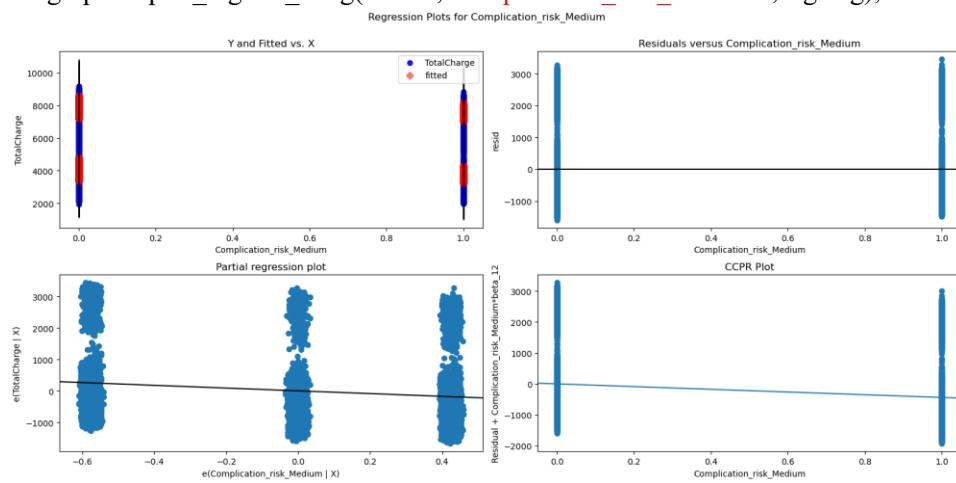 Regression Plots for Complication_risk_Medium
Y and Fitted vs. X
TotalCharge
fitted
10000
8000
6000
4000
2000
TotalCharge
0.0 0.2 0.4 0.6 0.8 1.0
Complication_risk_Medium
Residuals versus Complication_risk_Medium
3000
2000
1000
0
−1000
resid
0.0 0.2 0.4 0.6 0.8 1.0
Complication_risk_Medium
Partial regression plot
3000
2000
1000
0
−1000
e(TotalCharge | X)
−0.6 −0.4 −0.2 0.0 0.2 0.4
e(Complication_risk_Medium | X)
CCPR Plot
3000
2000
1000
0
−1000
−2000
Residual + Complication_risk_Medium*beta_12
0.0 0.2 0.4 0.6 0.8 1.0
Complication_risk_Medium